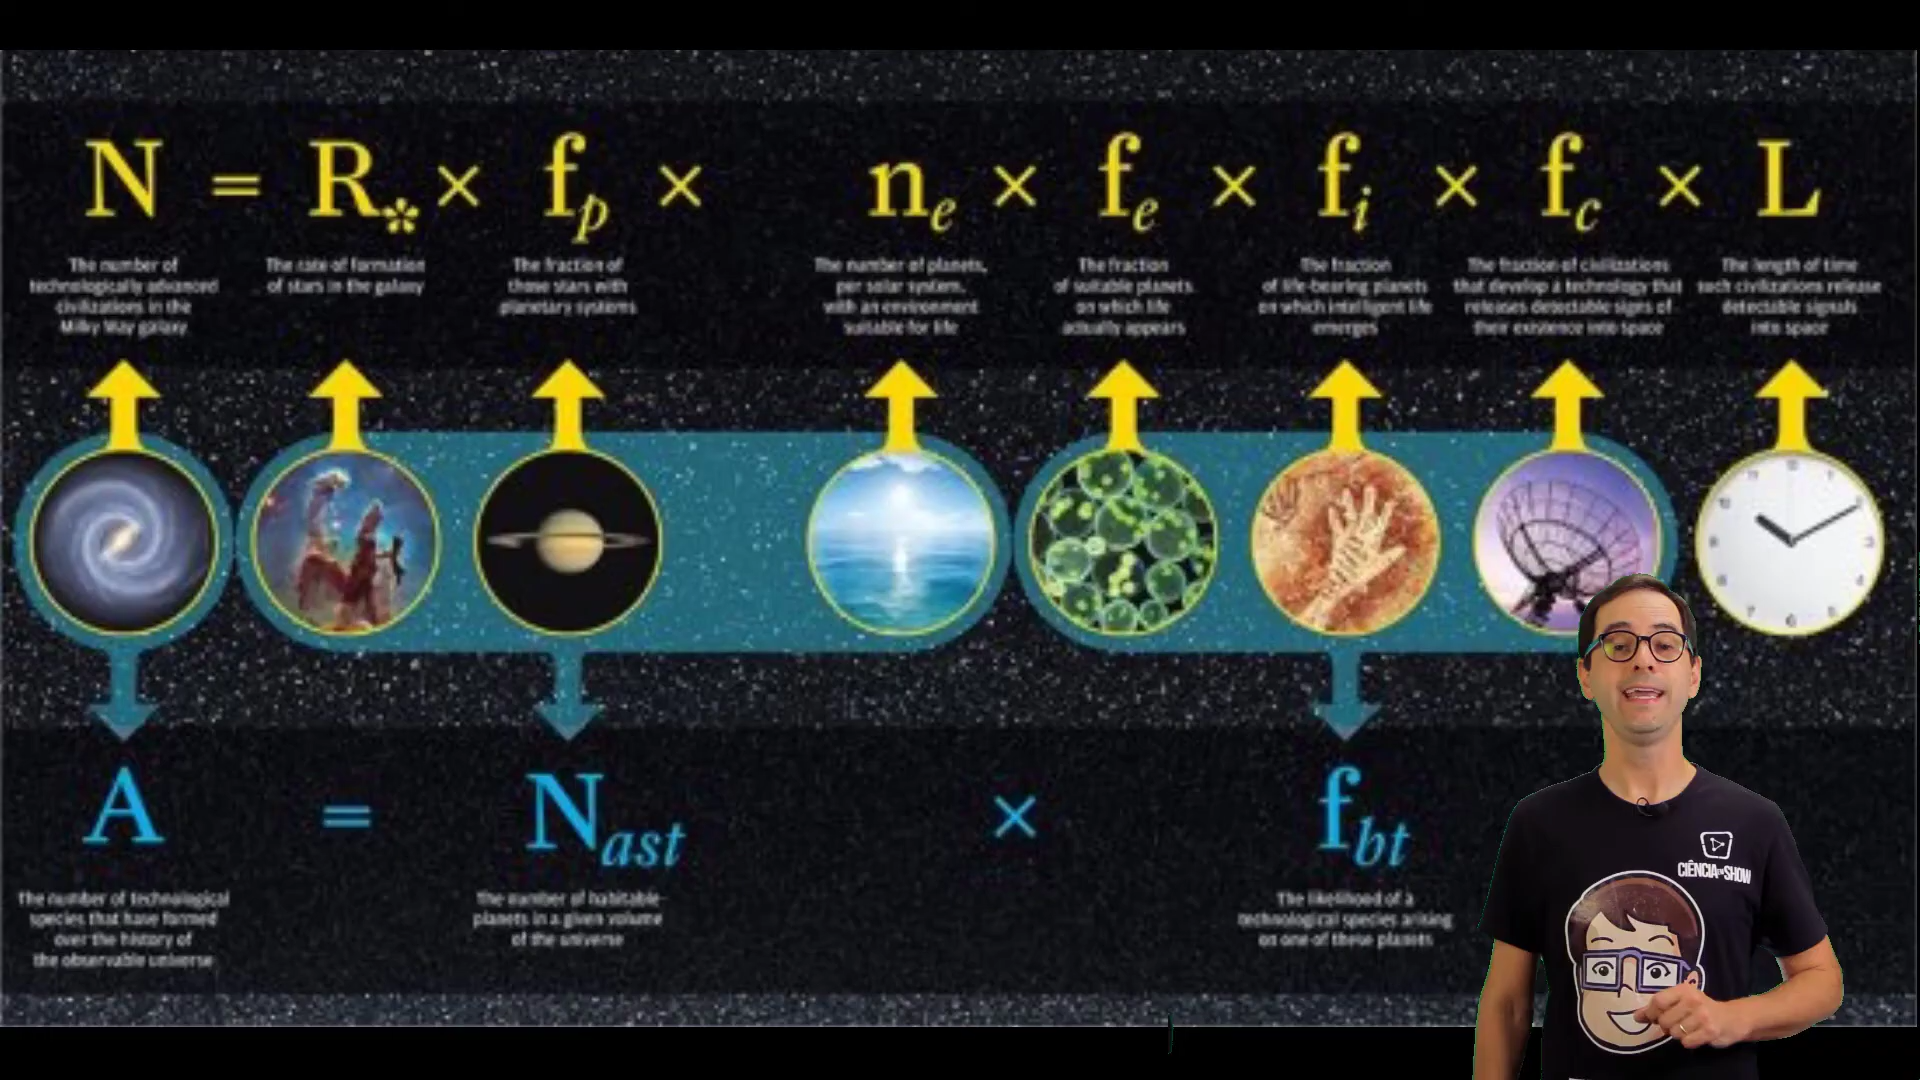 N = R* × fp × ne × fe × fi × fc × L
The number of
technologically advanced
civilizations in the
Milky Way galaxy
The rate of formation
of stars in the galaxy
The fraction of
those stars with
planetary systems
The number of planets,
per solar system,
with an environment
suitable for life
The fraction
of suitable planets
on which life
actually appears
The fraction
of life-bearing planets
on which intelligent life
emerges
The fraction of civilizations
that develop a technology that
releases detectable signs of
their existence into space
The length of time
such civilizations release
detectable signals
into space
A = Nast × fbt
The number of technological
species that have formed
over the history of
the observable universe
The number of habitable
planets in a given volume
of the universe
The likelihood of a
technological species arising
on one of these planets
CIÊNCIA EM SHOW